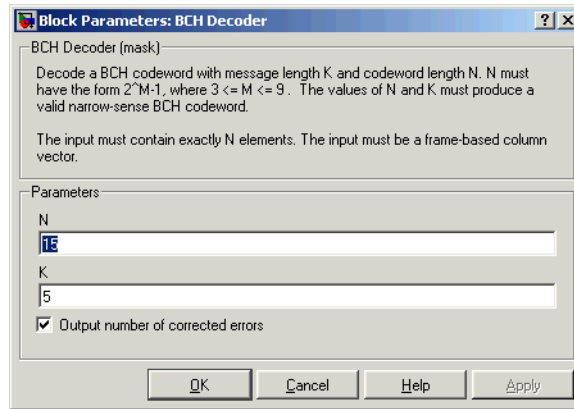 Block Parameters: BCH Decoder
BCH Decoder (mask)
Decode a BCH codeword with message length K and codeword length N. N must
have the form 2^M-1, where 3 <= M <= 9 .  The values of N and K must produce a
valid narrow-sense BCH codeword.
The input must contain exactly N elements. The input must be a frame-based column
vector.
Parameters
N
15
K
5
Output number of corrected errors
OK Cancel Help Apply